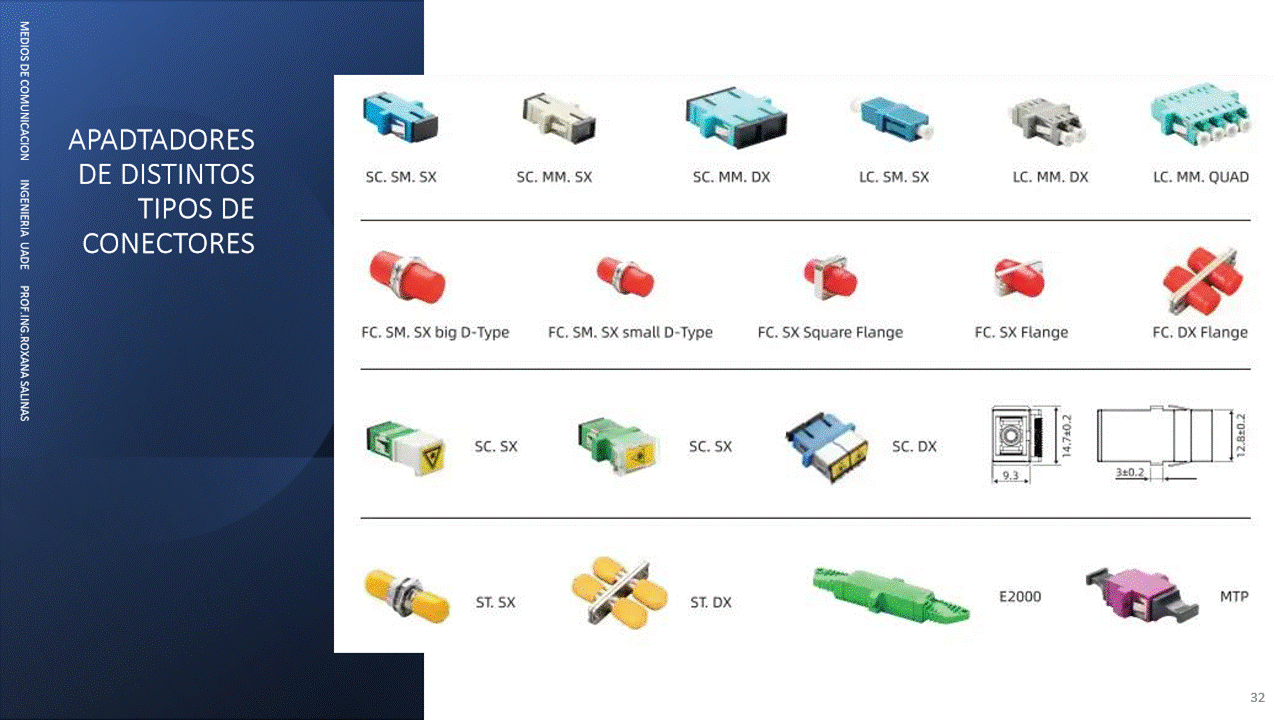 MEDIOS DE COMUNICACION INGENIERIA UADE PROF.ING.ROXANA SALINAS
APADTADORES
DE DISTINTOS
TIPOS DE
CONECTORES
SC. SM. SX
SC. MM. SX
SC. MM. DX
LC. SM. SX
LC. MM. DX
LC. MM. QUAD
FC. SM. SX big D-Type
FC. SM. SX small D-Type
FC. SX Square Flange
FC. SX Flange
FC. DX Flange
SC. SX
SC. SX
SC. DX
9.3
14.7±0.2
3±0.2
12.8±0.2
ST. SX
ST. DX
E2000
MTP
32